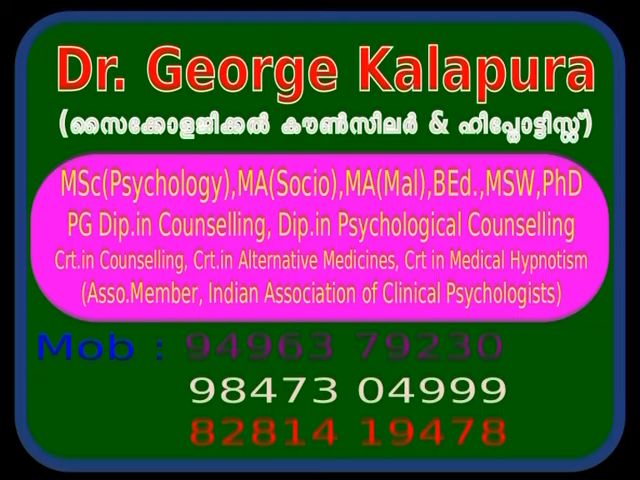 Dr. George Kalapura
(സൈക്കോളജിക്കൽ കൗൺസിലർ & ഹിപ്നോട്ടിസ്റ്റ്)
MSc(Psychology),MA(Socio),MA(Mal),BEd.,MSW,PhD
PG Dip.in Counselling, Dip.in Psychological Counselling
Crt.in Counselling, Crt.in Alternative Medicines, Crt in Medical Hypnotism
(Asso.Member, Indian Association of Clinical Psychologists)
Mob : 94963 79230
98473 04999
82814 19478